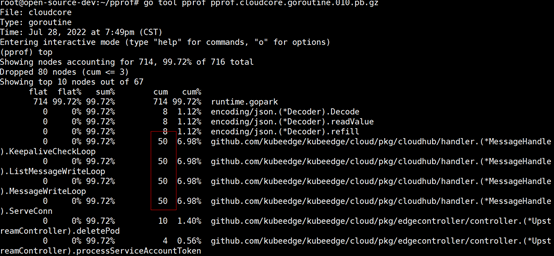 root@open-source-dev:~/pprof# go tool pprof pprof.cloudcore.goroutine.010.pb.gz
File: cloudcore
Type: goroutine
Time: Jul 28, 2022 at 7:49pm (CST)
Entering interactive mode (type "help" for commands, "o" for options)
(pprof) top
Showing nodes accounting for 714, 99.72% of 716 total
Dropped 80 nodes (cum <= 3)
Showing top 10 nodes out of 67
flat flat% sum% cum cum%
714 99.72% 99.72% 714 99.72% runtime.gopark
0 0% 99.72% 8 1.12% encoding/json.(*Decoder).Decode
0 0% 99.72% 8 1.12% encoding/json.(*Decoder).readValue
0 0% 99.72% 8 1.12% encoding/json.(*Decoder).refill
0 0% 99.72% 50 6.98% github.com/kubeedge/kubeedge/cloud/pkg/cloudhub/handler.(*MessageHandle
).KeepaliveCheckLoop
0 0% 99.72% 50 6.98% github.com/kubeedge/kubeedge/cloud/pkg/cloudhub/handler.(*MessageHandle
).ListMessageWriteLoop
0 0% 99.72% 50 6.98% github.com/kubeedge/kubeedge/cloud/pkg/cloudhub/handler.(*MessageHandle
).MessageWriteLoop
0 0% 99.72% 50 6.98% github.com/kubeedge/kubeedge/cloud/pkg/cloudhub/handler.(*MessageHandle
).ServeConn
0 0% 99.72% 10 1.40% github.com/kubeedge/kubeedge/cloud/pkg/edgecontroller/controller.(*Upst
reamController).deletePod
0 0% 99.72% 4 0.56% github.com/kubeedge/kubeedge/cloud/pkg/edgecontroller/controller.(*Upst
reamController).processServiceAccountToken